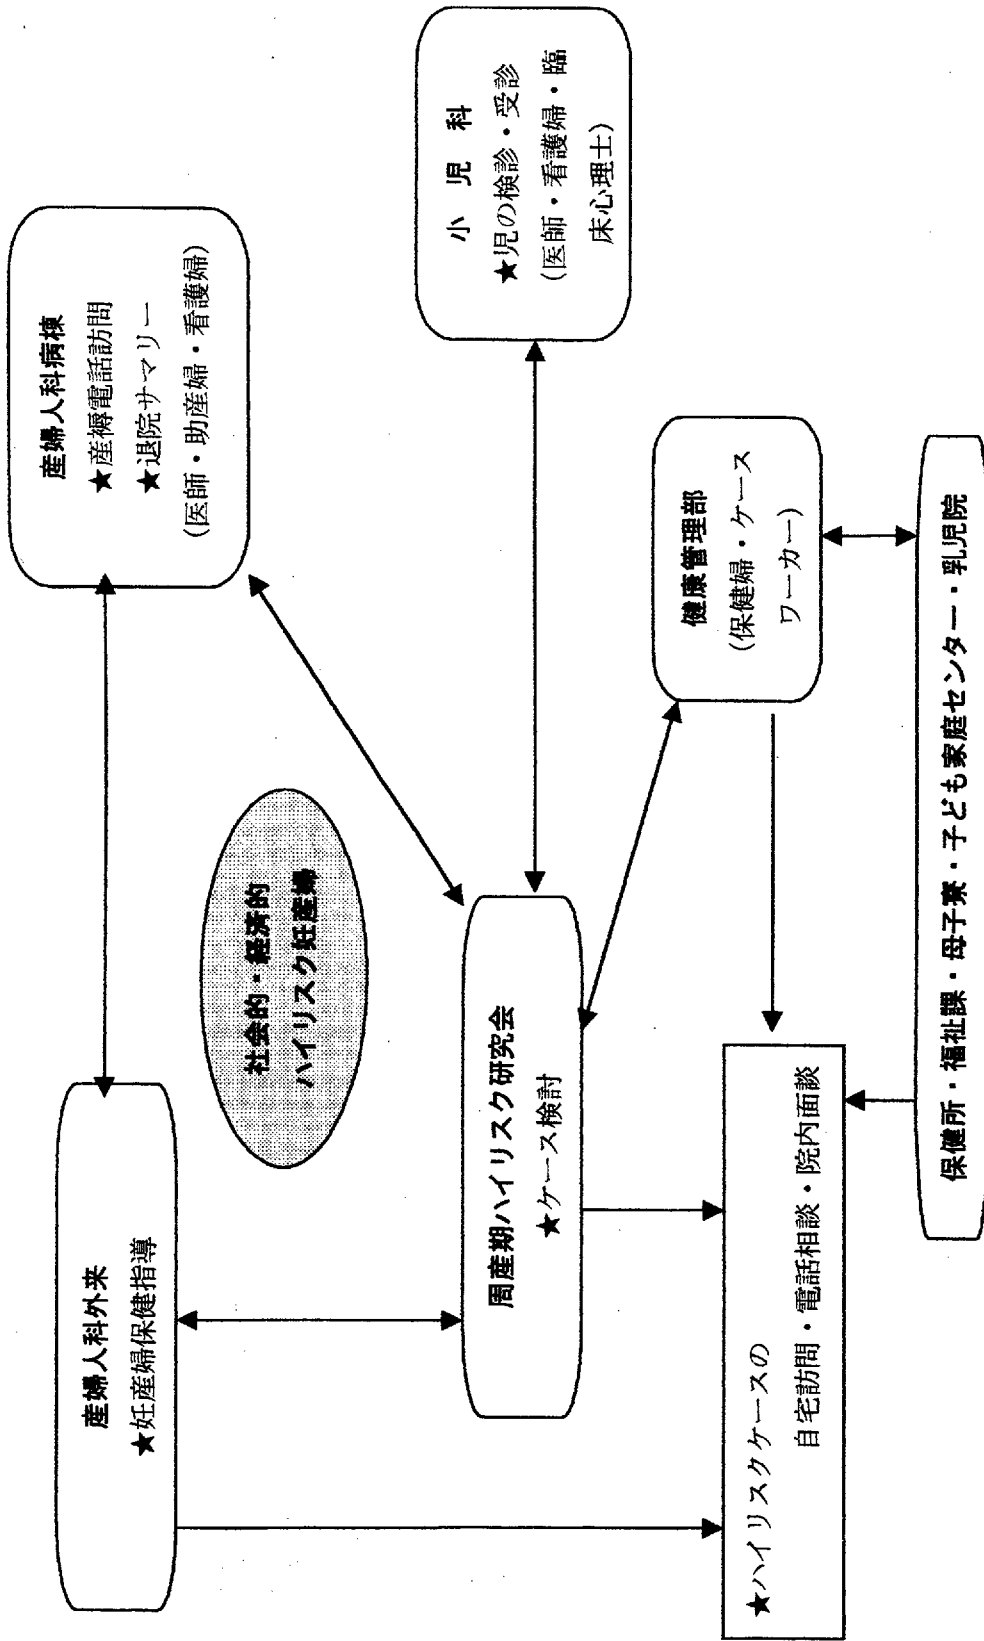 産婦人科外来
★妊産婦保健指導
産婦人科病棟
★産褥電話訪問
★退院サマリー
(医師・助産婦・看護婦)
社会的・経済的
ハイリスク妊産婦
周産期ハイリスク研究会
★ケース検討
小児科
★児の検診・受診
(医師・看護婦・臨
床心理士)
健康管理部
(保健婦・ケース
ワーカー)
★ハイリスクケースの
自宅訪問・電話相談・院内面談
保健所・福祉課・母子寮・子ども家庭センター・乳児院